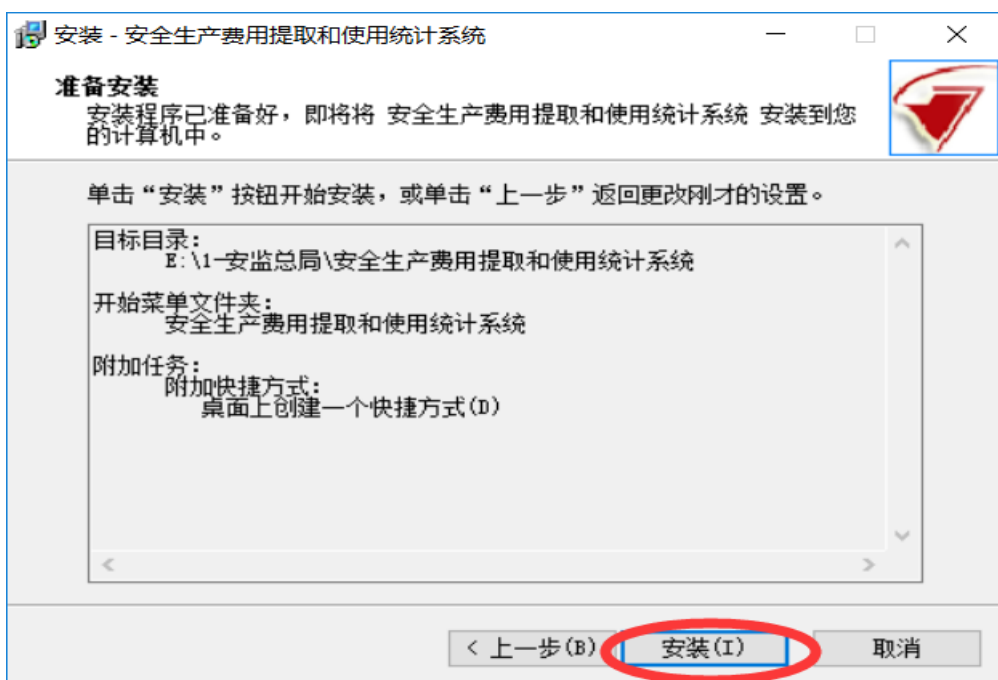 安装 - 安全生产费用提取和使用统计系统
准备安装
安装程序已准备好，即将将 安全生产费用提取和使用统计系统 安装到您
的计算机中。
单击“安装”按钮开始安装，或单击“上一步”返回更改刚才的设置。
目标目录：
E:\1-安监总局\安全生产费用提取和使用统计系统
开始菜单文件夹：
安全生产费用提取和使用统计系统
附加任务：
附加快捷方式：
桌面上创建一个快捷方式(D)
< 上一步(B)
安装(I)
取消